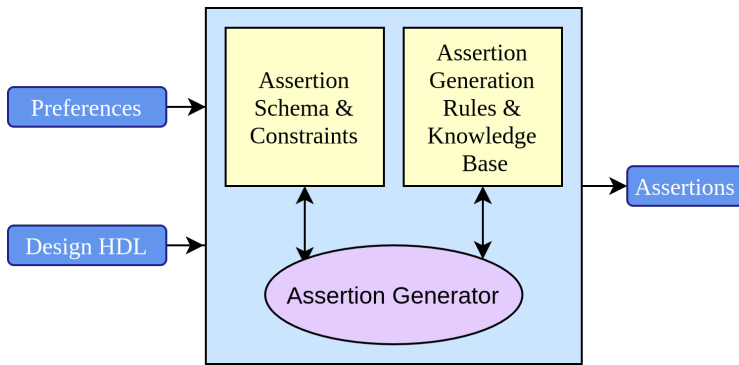 Preferences
Design HDL
Assertion
Schema &
Constraints
Assertion
Generation
Rules &
Knowledge
Base
Assertion Generator
Assertions